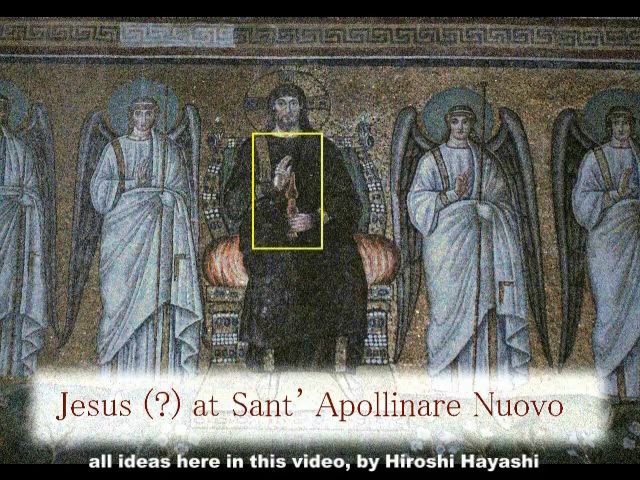 Jesus (?) at Sant’ Apollinare Nuovo
all ideas here in this video, by Hiroshi Hayashi